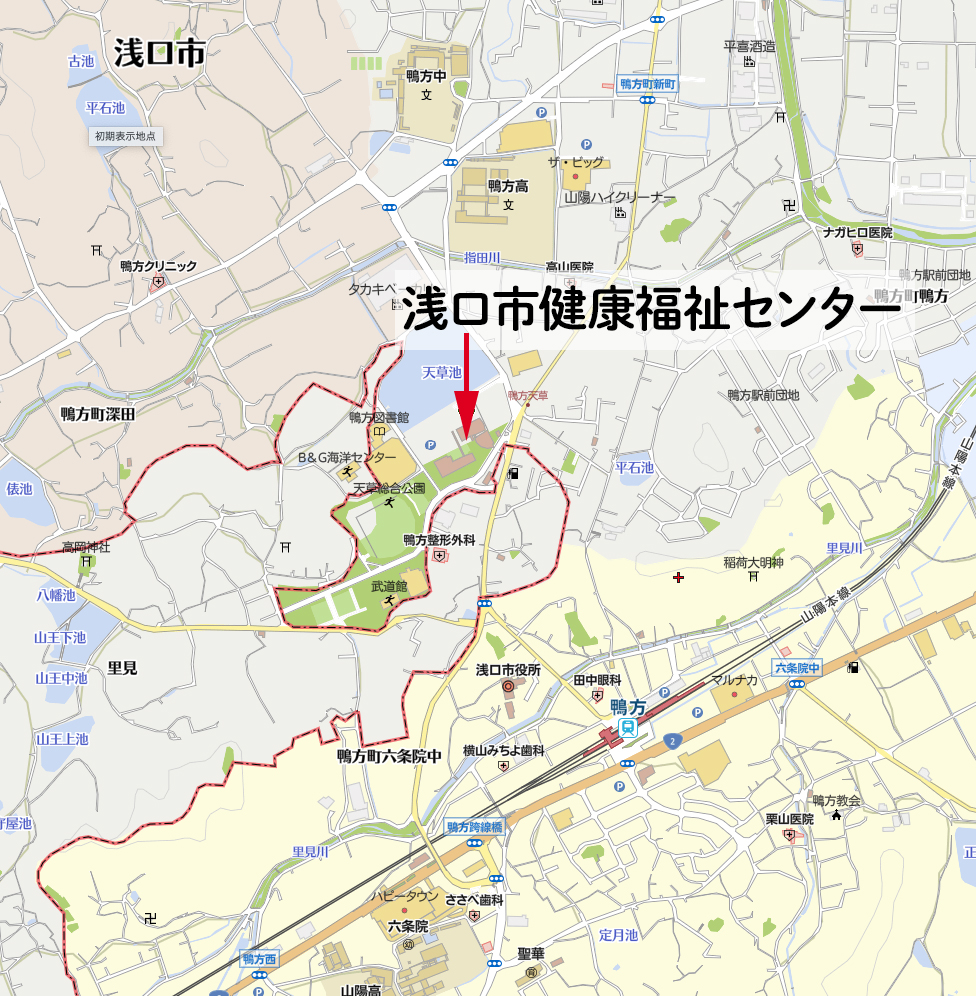 浅口市
古池
平石池
初期表示地点
鴨方中
文
平喜酒造
鴨方町新町
P
P
ザ・ビッグ
鴨方高
文
山陽ハイクリーナー
ナガヒロ医院
鴨方クリニック
指田川
高山医院
鴨方駅前団地
鴨方町鴨方
浅口市健康福祉センター
天草池
鴨方天草
鴨方駅前団地
鴨方町深田
鴨方図書館
P
B&G海洋センター
天草総合公園
平石池
山陽本線
俵池
高岡神社
鴨方整形外科
里見川
稲荷大明神
八幡池
武道館
山陽本線
山王下池
里見
山王中池
浅口市役所
田中眼科
六条院中
マルナカ
P
鴨方
P
2
山王上池
鴨方町六条院中
横山みちよ歯科
P
鴨方教会
栗山医院
鴨方跨線橋
里見川
ハピータウン
ささべ歯科
六条院
幼
定月池
聖華
鴨方西
P
山陽高